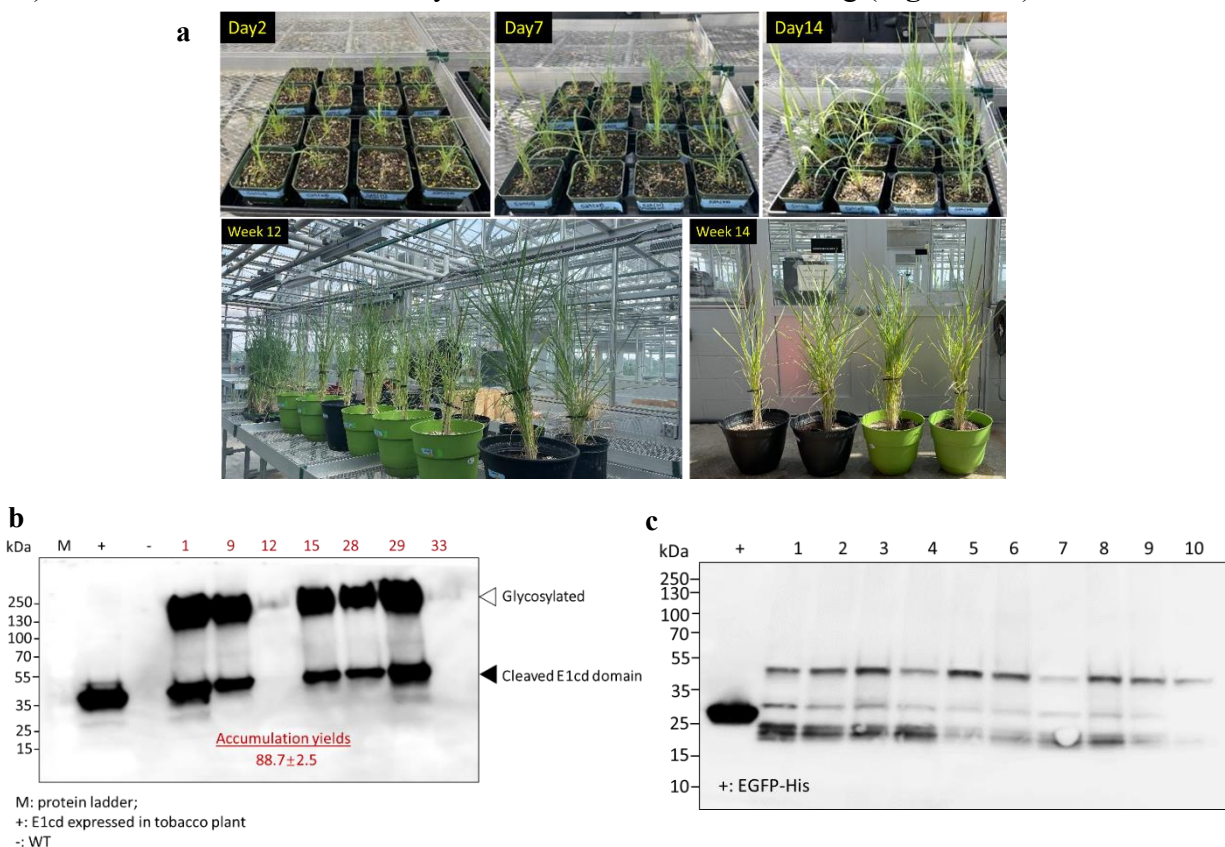 a
Day2
Day7
Day14
Week 12
Week 14
b
kDa M + - 1 9 12 15 28 29 33
250
130
100
70
55
35
25
15
Glycosylated
Cleaved E1cd domain
Accumulation yields
88.7±2.5
M: protein ladder;
+: E1cd expressed in tobacco plant
-: WT
c
kDa + 1 2 3 4 5 6 7 8 9 10
250
130
100
70
55
35
25
15
10
+: EGFP-His